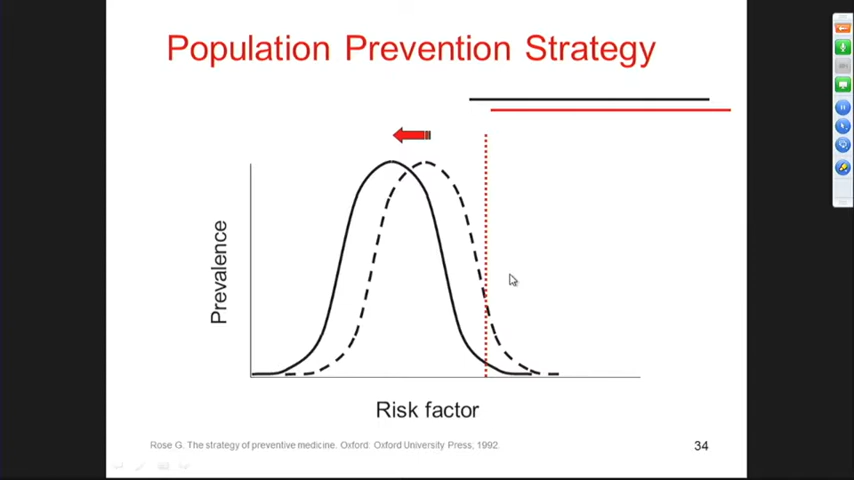 Population Prevention Strategy
Prevalence
Risk factor
Rose G. The strategy of preventive medicine. Oxford: Oxford University Press; 1992.
34